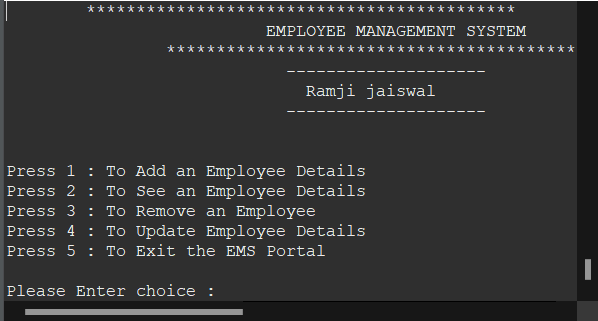 *******************************************
EMPLOYEE MANAGEMENT SYSTEM
*****************************************
--------------------
Ramji jaiswal
--------------------
Press 1 : To Add an Employee Details
Press 2 : To See an Employee Details
Press 3 : To Remove an Employee
Press 4 : To Update Employee Details
Press 5 : To Exit the EMS Portal
Please Enter choice :